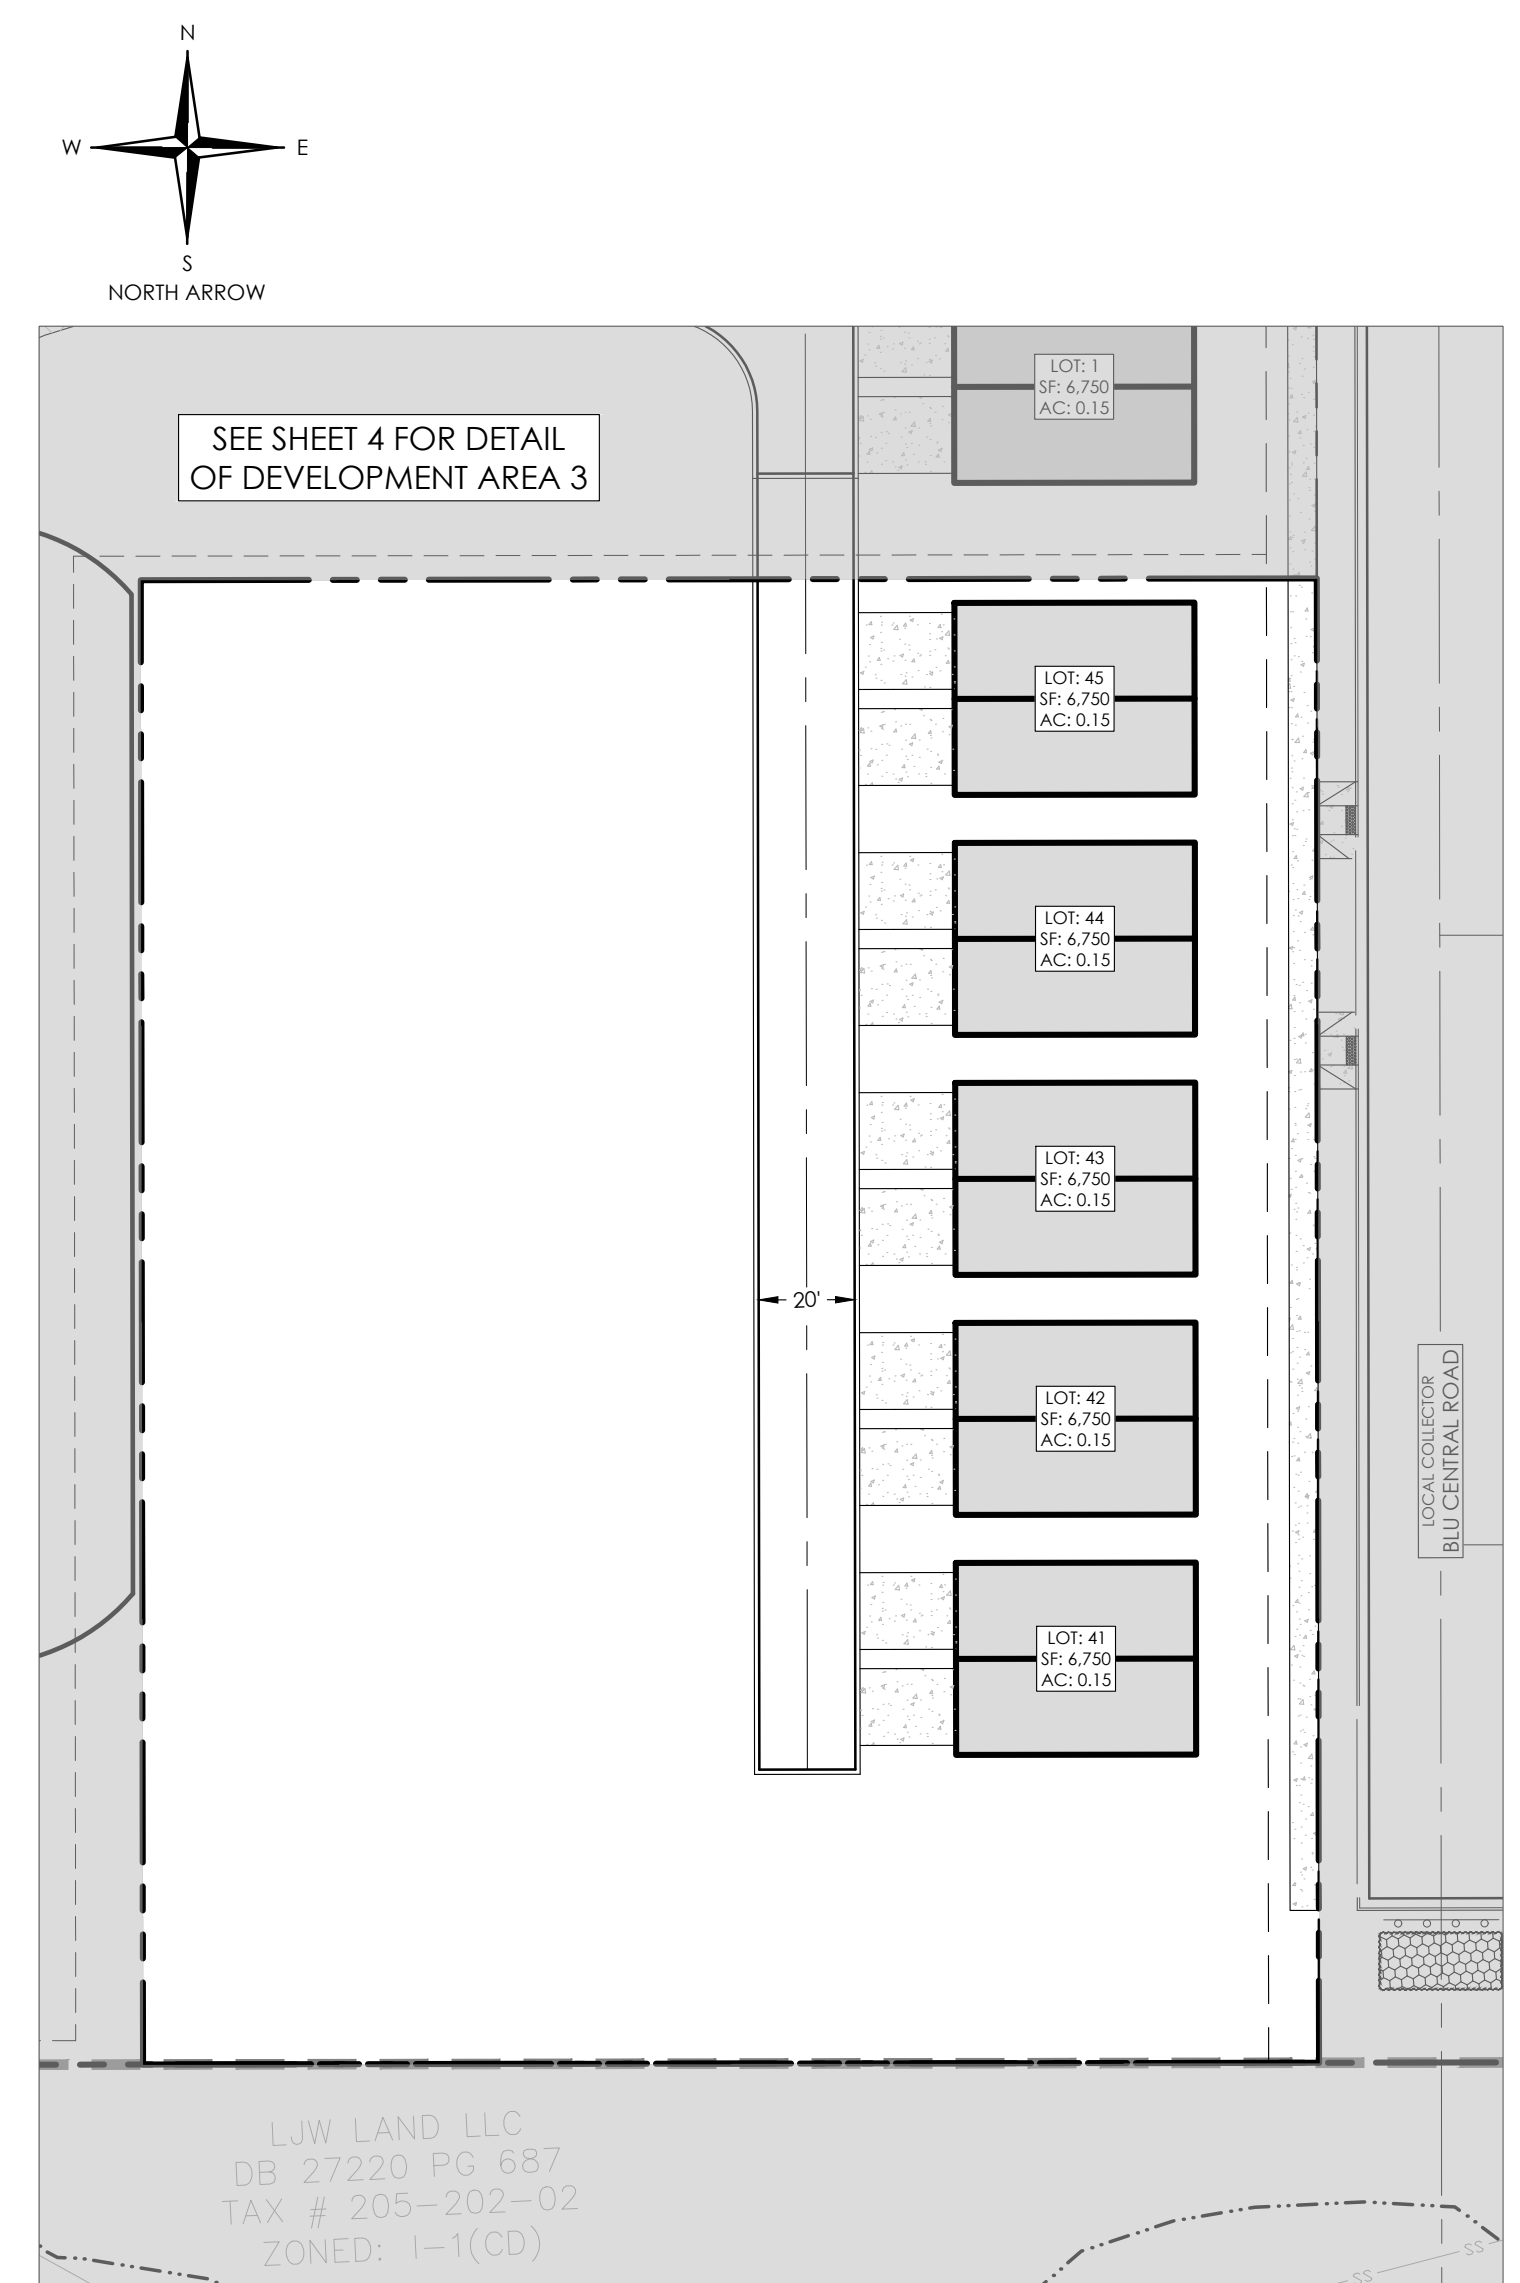 N
W
E
S
NORTH ARROW
LOT: 1
SF: 6,750
AC: 0.15
SEE SHEET 4 FOR DETAIL
OF DEVELOPMENT AREA 3
LOT: 45
SF: 6,750
AC: 0.15
LOT: 44
SF: 6,750
AC: 0.15
LOT: 43
SF: 6,750
AC: 0.15
20'
LOT: 42
SF: 6,750
AC: 0.15
LOCAL COLLECTOR
BLU CENTRAL ROAD
LOT: 41
SF: 6,750
AC: 0.15
LJW LAND LLC
DB 27220 PG 687
TAX # 205-202-02
ZONED: I-1(CD)
SS
SS